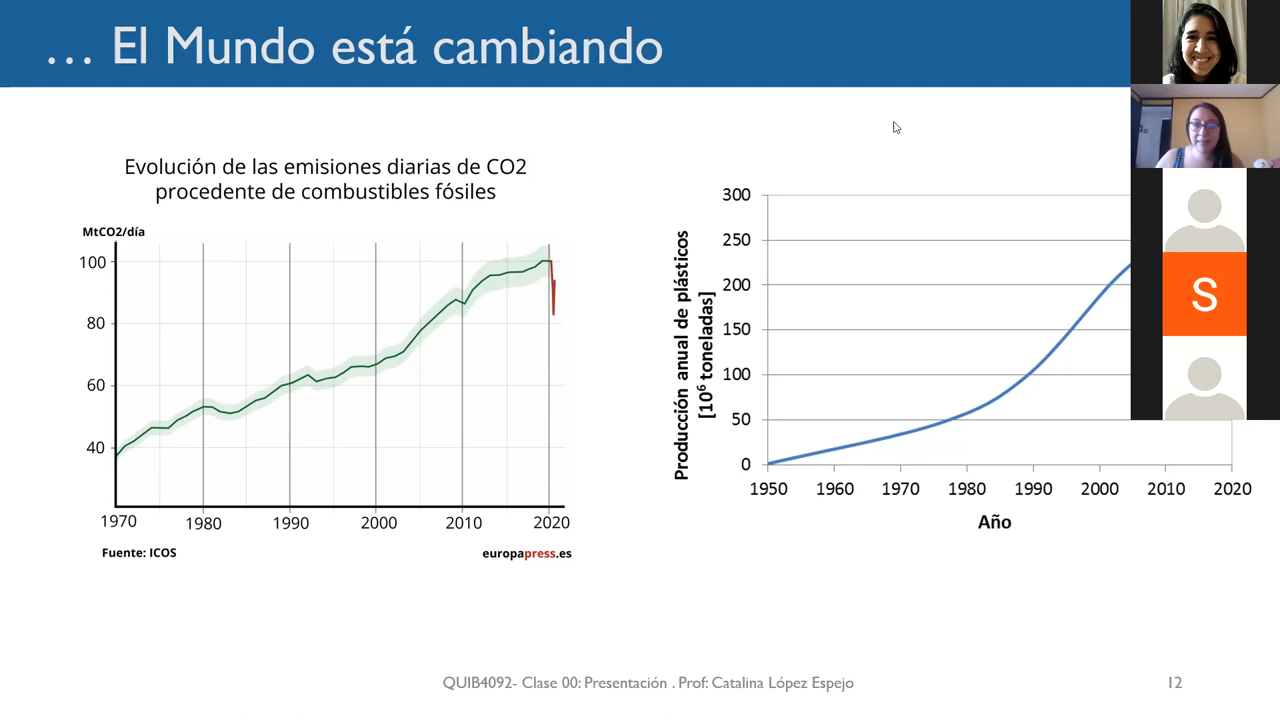 … El Mundo está cambiando
Evolución de las emisiones diarias de CO2
procedente de combustibles fósiles
MtCO2/día
100
80
60
40
1970 1980 1990 2000 2010 2020
Fuente: ICOS europapress.es
Producción anual de plásticos
[10⁶ toneladas]
300
250
200
150
100
50
0
1950 1960 1970 1980 1990 2000 2010 2020
Año
S
QUIB4092- Clase 00: Presentación . Prof: Catalina López Espejo 12